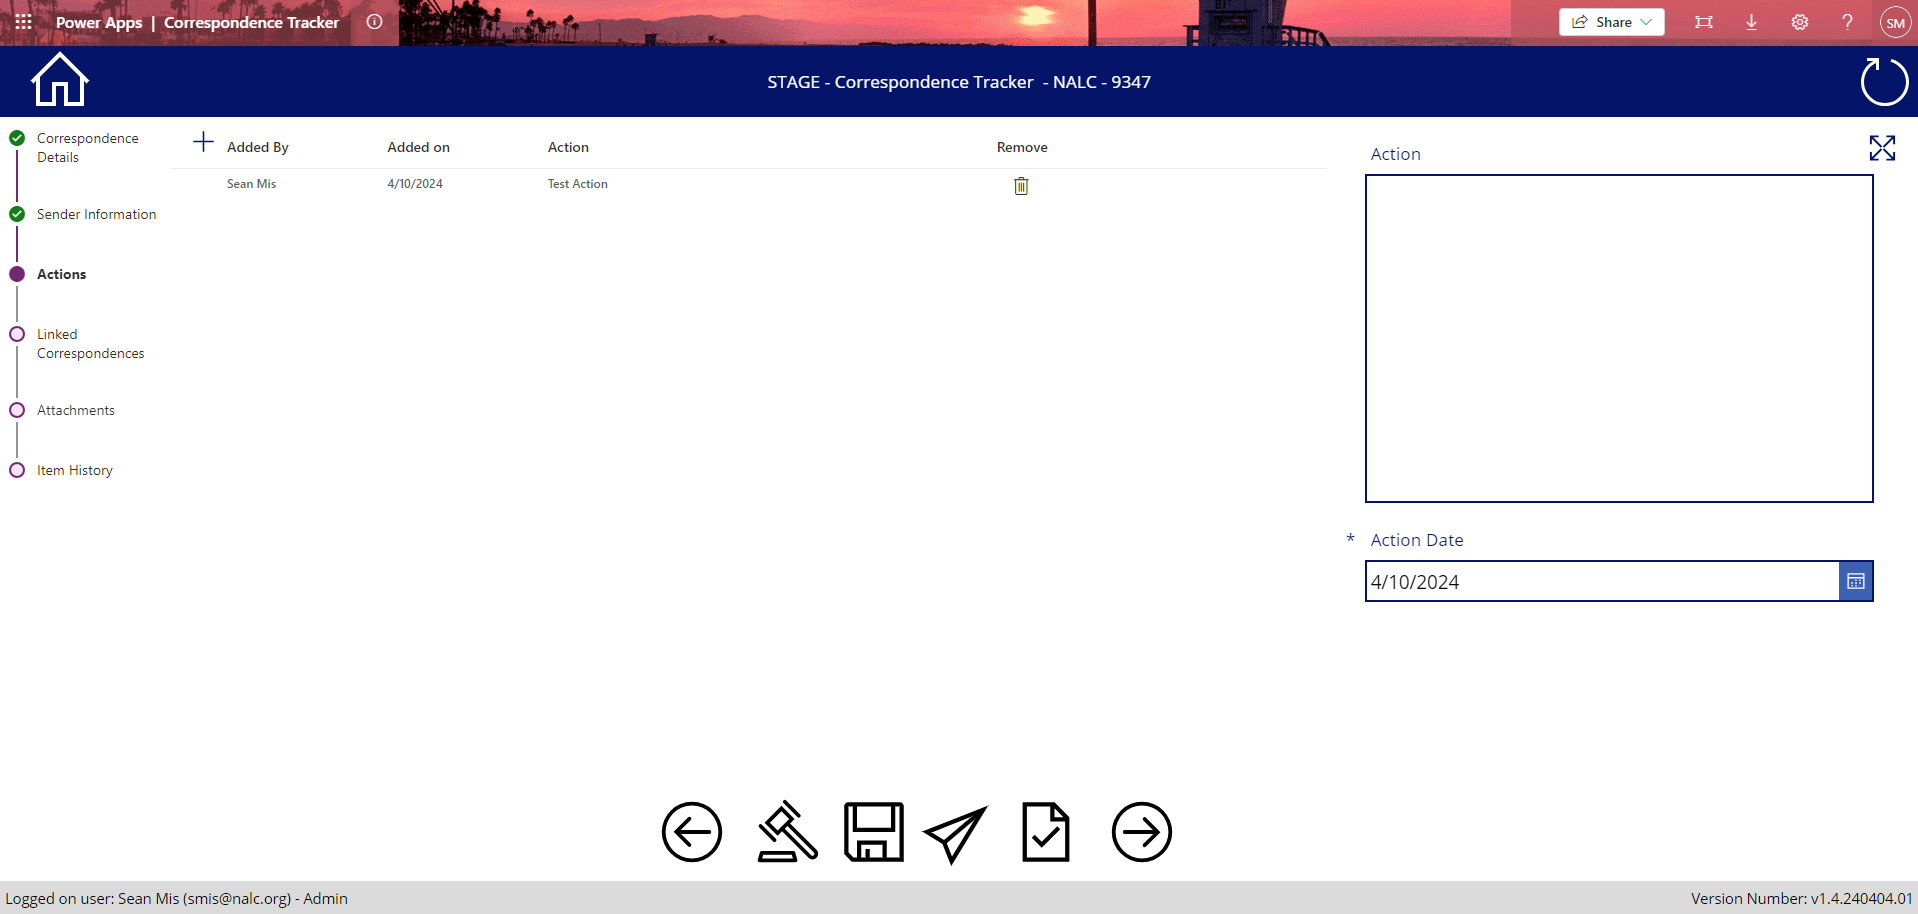 Power Apps | Correspondence Tracker
Share
?
SM
STAGE - Correspondence Tracker - NALC - 9347
Correspondence
Details
Sender Information
Actions
Linked
Correspondences
Attachments
Item History
Added By Added on Action Remove
Sean Mis 4/10/2024 Test Action
Action
* Action Date
4/10/2024
Logged on user: Sean Mis (smis@nalc.org) - Admin
Version Number: v1.4.240404.01